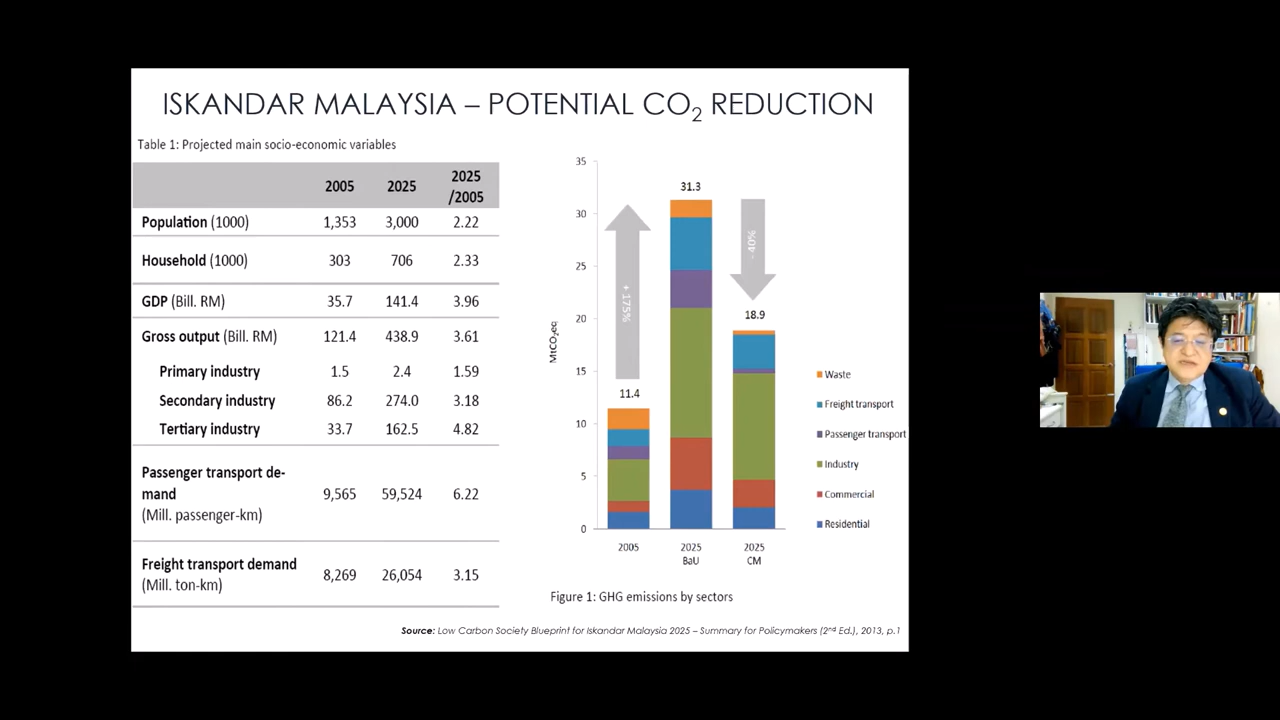 ISKANDAR MALAYSIA – POTENTIAL CO₂ REDUCTION
Table 1: Projected main socio-economic variables
2005 2025 2025
/2005
Population (1000) 1,353 3,000 2.22
Household (1000) 303 706 2.33
GDP (Bill. RM) 35.7 141.4 3.96
Gross output (Bill. RM) 121.4 438.9 3.61
Primary industry 1.5 2.4 1.59
Secondary industry 86.2 274.0 3.18
Tertiary industry 33.7 162.5 4.82
Passenger transport de-
mand 9,565 59,524 6.22
(Mill. passenger-km)
Freight transport demand
(Mill. ton-km) 8,269 26,054 3.15
MtCO₂eq
35
30
25
20
15
10
5
0
+ 175%
- 40%
11.4
31.3
18.9
2005
2025
BaU
2025
CM
Waste
Freight transport
Passenger transport
Industry
Commercial
Residential
Figure 1: GHG emissions by sectors
Source: Low Carbon Society Blueprint for Iskandar Malaysia 2025 – Summary for Policymakers (2nd Ed.), 2013, p.1